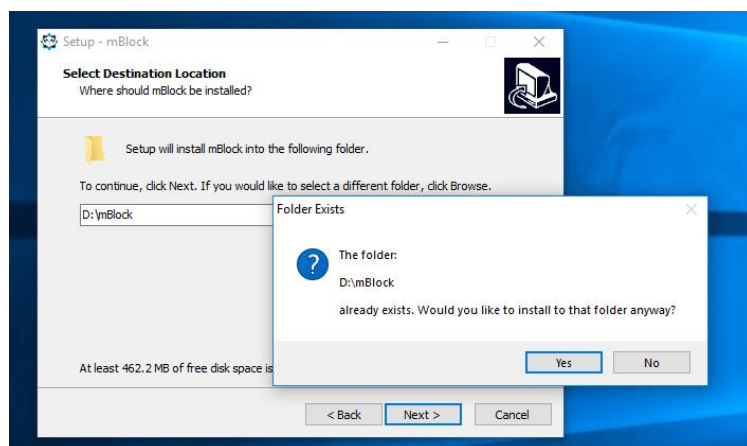 Setup - mBlock
Select Destination Location
Where should mBlock be installed?
Setup will install mBlock into the following folder.
To continue, click Next. If you would like to select a different folder, click Browse.
D:\mBlock
Folder Exists
The folder:
D:\mBlock
already exists. Would you like to install to that folder anyway?
Yes
No
At least 462.2 MB of free disk space is
< Back
Next >
Cancel